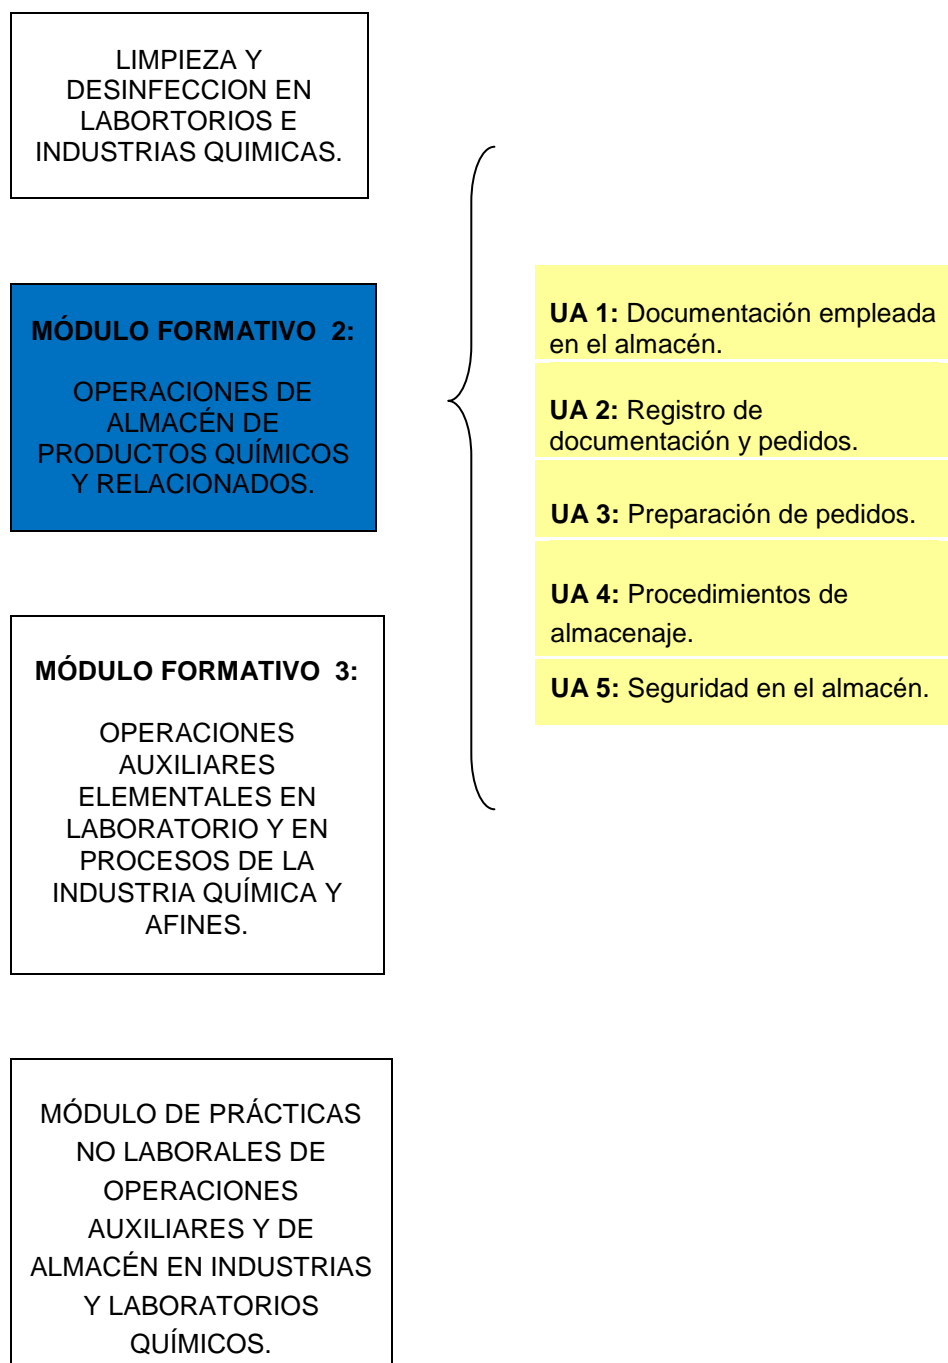 LIMPIEZA Y
DESINFECCION EN
LABORTORIOS E
INDUSTRIAS QUIMICAS.
MÓDULO FORMATIVO 2:
OPERACIONES DE
ALMACÉN DE
PRODUCTOS QUÍMICOS
Y RELACIONADOS.
UA 1: Documentación empleada
en el almacén.
UA 2: Registro de
documentación y pedidos.
UA 3: Preparación de pedidos.
UA 4: Procedimientos de
almacenaje.
UA 5: Seguridad en el almacén.
MÓDULO FORMATIVO 3:
OPERACIONES
AUXILIARES
ELEMENTALES EN
LABORATORIO Y EN
PROCESOS DE LA
INDUSTRIA QUÍMICA Y
AFINES.
MÓDULO DE PRÁCTICAS
NO LABORALES DE
OPERACIONES
AUXILIARES Y DE
ALMACÉN EN INDUSTRIAS
Y LABORATORIOS
QUÍMICOS.